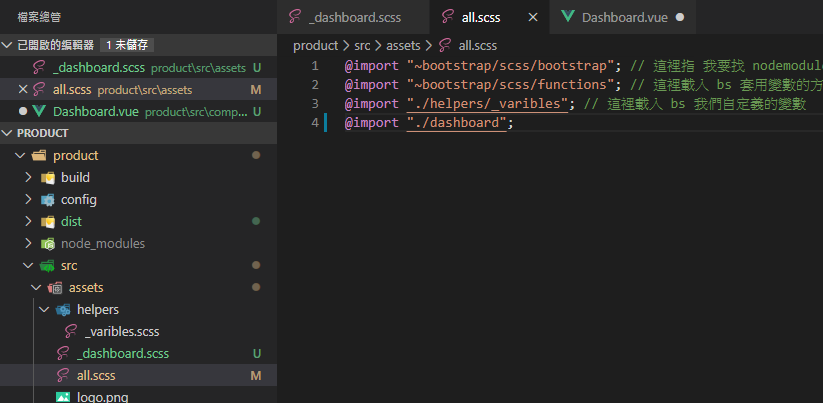 檔案總管
已開啟的編輯器 1 未儲存
_dashboard.scss product\src\assets U
all.scss product\src\assets M
Dashboard.vue product\src\comp... U
PRODUCT
product
build
config
dist
node_modules
src
assets
helpers
_varibles.scss
_dashboard.scss U
all.scss M
logo.png
_dashboard.scss all.scss Dashboard.vue
product > src > assets > all.scss
1 @import "~bootstrap/scss/bootstrap"; // 這裡指 我要找 nodemodul
2 @import "~bootstrap/scss/functions"; // 這裡載入 bs 套用變數的方
3 @import "./helpers/_varibles"; // 這裡載入 bs 我們自定義的變數
4 @import "./dashboard";